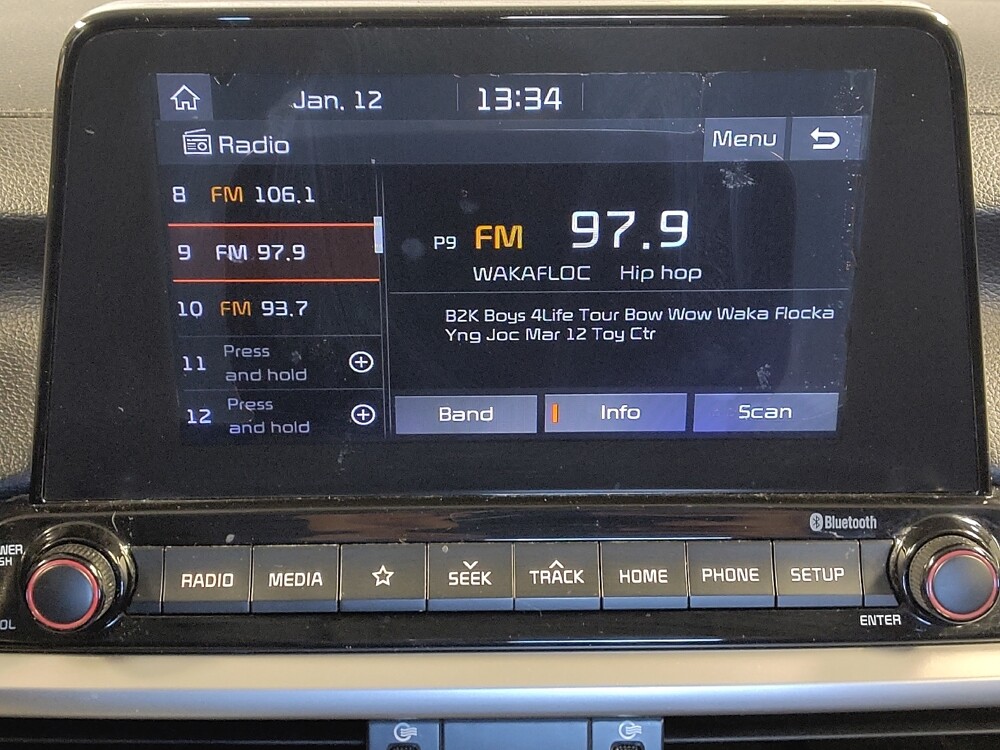 Jan. 12 13:34
Radio Menu
8 FM 106.1
9 FM 97.9
10 FM 93.7
11 Press and hold
12 Press and hold
P9 FM 97.9
WAKAFLOC Hip hop
B2K Boys 4Life Tour Bow Wow Waka Flocka
Yng Joc Mar 12 Toy Ctr
Band Info Scan
Bluetooth
RADIO MEDIA SEEK TRACK HOME PHONE SETUP
ENTER